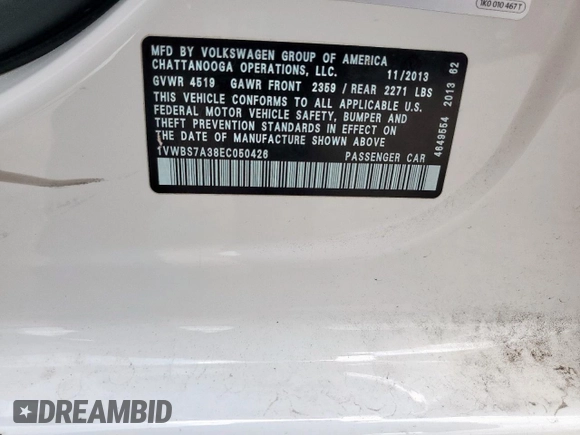 1K0 010 467 T
MFD BY VOLKSWAGEN GROUP OF AMERICA
CHATTANOOGA OPERATIONS, LLC. 11/2013
GVWR 4519 GAWR FRONT 2359 / REAR 2271 LBS
THIS VEHICLE CONFORMS TO ALL APPLICABLE U.S.
FEDERAL MOTOR VEHICLE SAFETY, BUMPER AND
THEFT PREVENTION STANDARDS IN EFFECT ON
THE DATE OF MANUFACTURE SHOWN ABOVE
1VWBS7A38EC050426 PASSENGER CAR
4649554 2013 62
DREAMBID